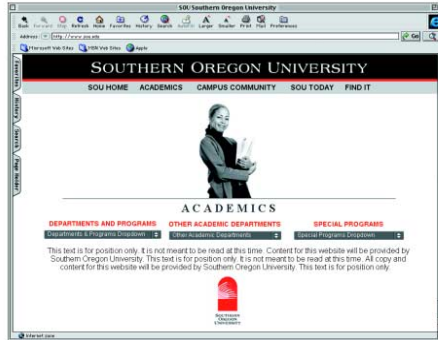 SOU/Southern Oregon University
Back Forward Stop Refresh Home Favorites History Search AutoFill Larger Smaller Print Mail Preferences
Address http://www.sou.edu Go
Microsoft Web Sites MSN Web Sites Apple
Favorites
History
Search
Page Holder
SOUTHERN OREGON UNIVERSITY
SOU HOME ACADEMICS CAMPUS COMMUNITY SOU TODAY FIND IT
ACADEMICS
DEPARTMENTS AND PROGRAMS OTHER ACADEMIC DEPARTMENTS SPECIAL PROGRAMS
Departments & Programs Dropdown Other Academic Departments Special Programs Dropdown
This text is for position only. It is not meant to be read at this time. Content for this website will be provided by
Southern Oregon University. This text is for position only. It is not meant to be read at this time. All copy and
content for this website will be provided by Southern Oregon University. This text is for position only.
SOUTHERN
OREGON
UNIVERSITY
Internet zone